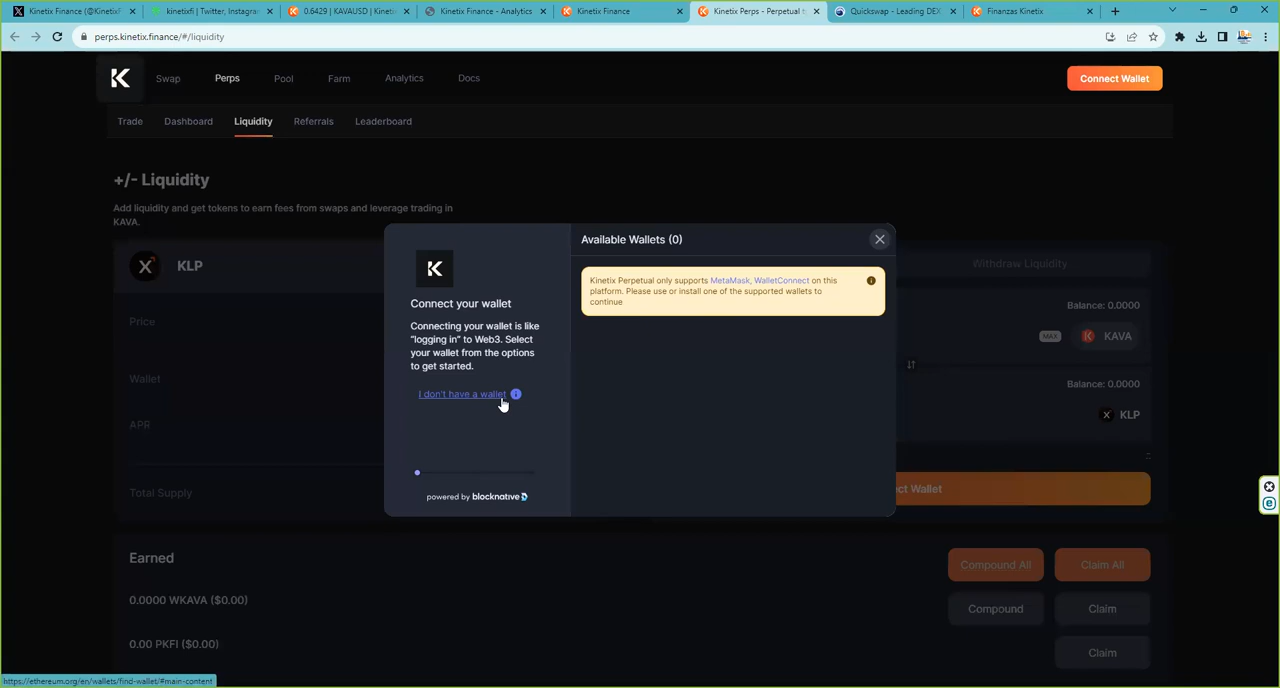 Kinetix Finance (@KinetixF
kinetixfi | Twitter, Instagram
0.6429 | KAVAUSD | Kinetix
Kinetix Finance - Analytics
Kinetix Finance
Kinetix Perps - Perpetual
Quickswap - Leading DEX
Finanzas Kinetix
perps.kinetix.finance/#/liquidity
K
Swap
Perps
Pool
Farm
Analytics
Docs
Connect Wallet
Trade
Dashboard
Liquidity
Referrals
Leaderboard
+/- Liquidity
Add liquidity and get tokens to earn fees from swaps and leverage trading in
KAVA.
KLP
Price
Wallet
APR
Total Supply
K
Connect your wallet
Connecting your wallet is like
“logging in” to Web3. Select
your wallet from the options
to get started.
I don't have a wallet
powered by blocknative
Available Wallets (0)
Kinetix Perpetual only supports MetaMask, WalletConnect on this
platform. Please use or install one of the supported wallets to
continue
Withdraw Liquidity
Balance: 0.0000
MAX
KAVA
Balance: 0.0000
KLP
ct Wallet
Earned
Compound All
Claim All
0.0000 WKAVA ($0.00)
Compound
Claim
0.00 PKFI ($0.00)
Claim
https://ethereum.org/en/wallets/find-wallet/#main-content